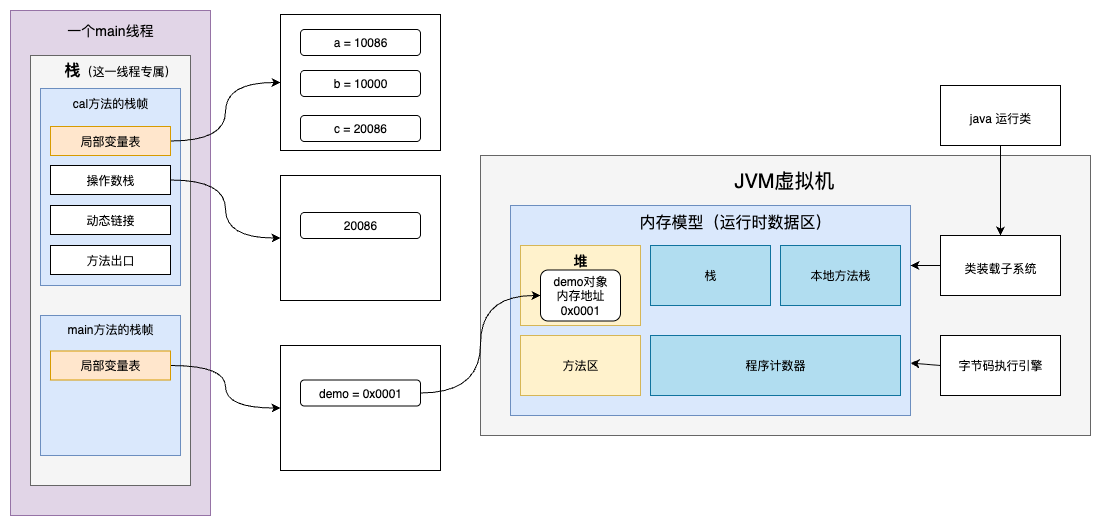 一个main线程
栈（这一线程专属）
cal方法的栈帧
局部变量表
操作数栈
动态链接
方法出口
main方法的栈帧
局部变量表
a = 10086
b = 10000
c = 20086
20086
demo = 0x0001
java 运行类
JVM虚拟机
内存模型（运行时数据区）
堆
demo对象
内存地址
0x0001
栈
本地方法栈
方法区
程序计数器
类装载子系统
字节码执行引擎